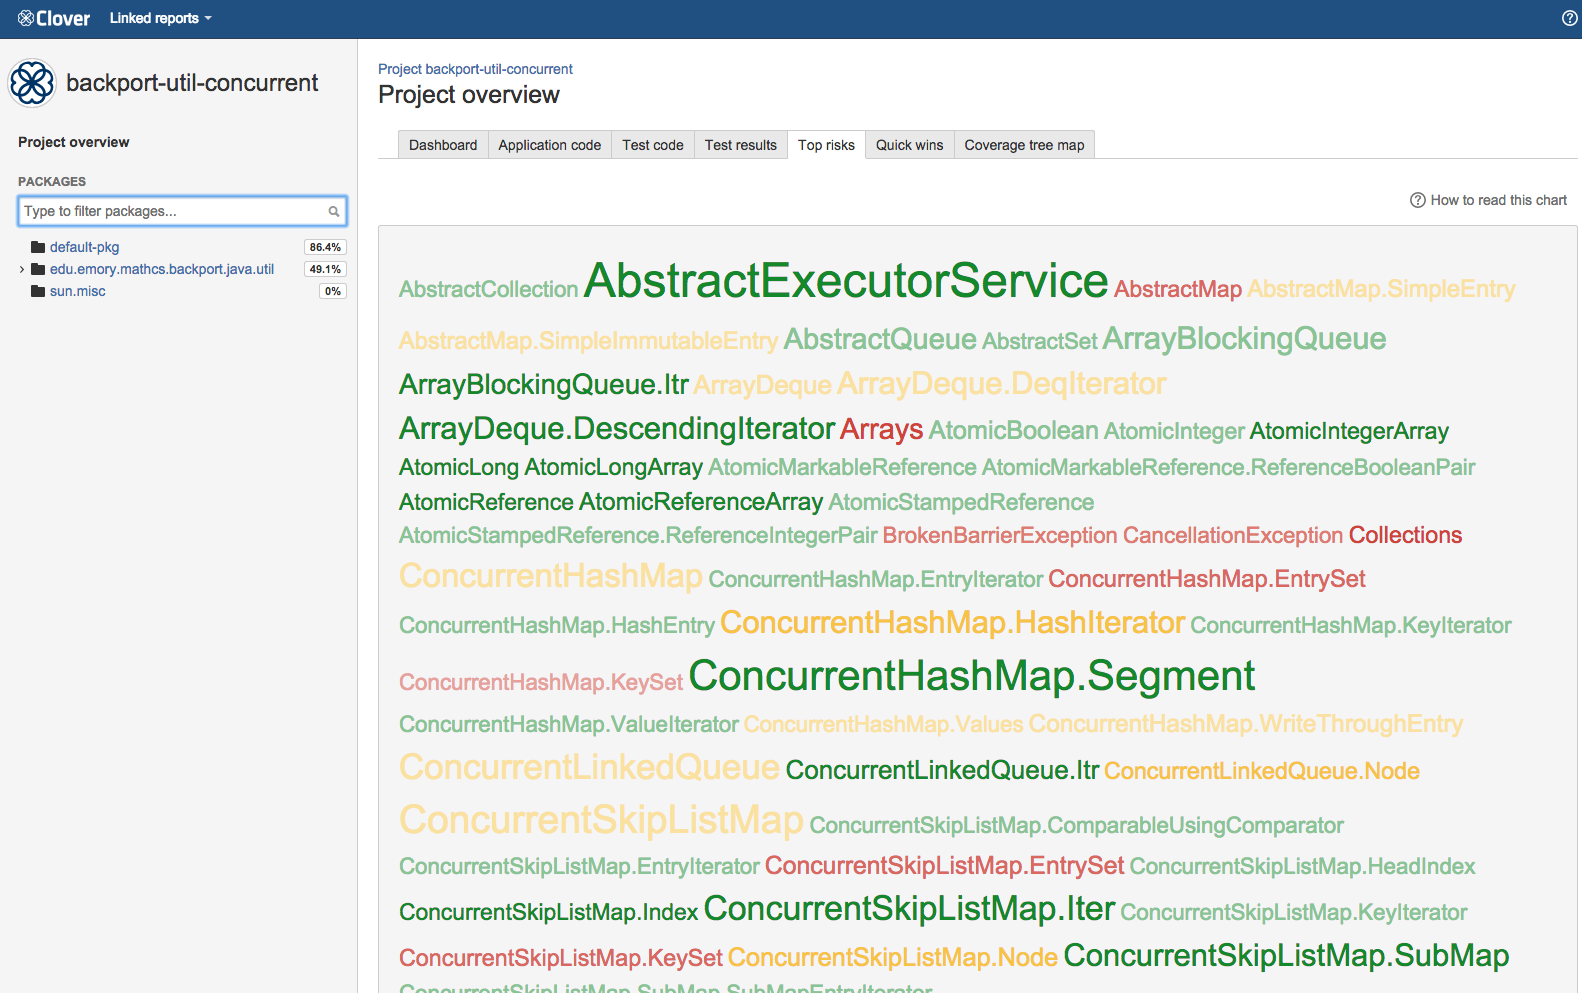 Clover Linked reports
backport-util-concurrent
Project overview
PACKAGES
Type to filter packages...
default-pkg 86.4%
edu.emory.mathcs.backport.java.util 49.1%
sun.misc 0%
Project backport-util-concurrent
Project overview
Dashboard Application code Test code Test results Top risks Quick wins Coverage tree map
? How to read this chart
AbstractCollection AbstractExecutorService AbstractMap AbstractMap.SimpleEntry
AbstractMap.SimpleImmutableEntry AbstractQueue AbstractSet ArrayBlockingQueue
ArrayBlockingQueue.Itr ArrayDeque ArrayDeque.DeqIterator
ArrayDeque.DescendingIterator Arrays AtomicBoolean AtomicInteger AtomicIntegerArray
AtomicLong AtomicLongArray AtomicMarkableReference AtomicMarkableReference.ReferenceBooleanPair
AtomicReference AtomicReferenceArray AtomicStampedReference
AtomicStampedReference.ReferenceIntegerPair BrokenBarrierException CancellationException Collections
ConcurrentHashMap ConcurrentHashMap.EntryIterator ConcurrentHashMap.EntrySet
ConcurrentHashMap.HashEntry ConcurrentHashMap.HashIterator ConcurrentHashMap.KeyIterator
ConcurrentHashMap.KeySet ConcurrentHashMap.Segment
ConcurrentHashMap.ValueIterator ConcurrentHashMap.Values ConcurrentHashMap.WriteThroughEntry
ConcurrentLinkedQueue ConcurrentLinkedQueue.Itr ConcurrentLinkedQueue.Node
ConcurrentSkipListMap ConcurrentSkipListMap.ComparableUsingComparator
ConcurrentSkipListMap.EntryIterator ConcurrentSkipListMap.EntrySet ConcurrentSkipListMap.HeadIndex
ConcurrentSkipListMap.Index ConcurrentSkipListMap.Iter ConcurrentSkipListMap.KeyIterator
ConcurrentSkipListMap.KeySet ConcurrentSkipListMap.Node ConcurrentSkipListMap.SubMap
ConcurrentSkipListMap.SubMap.SubMapEntryIterator